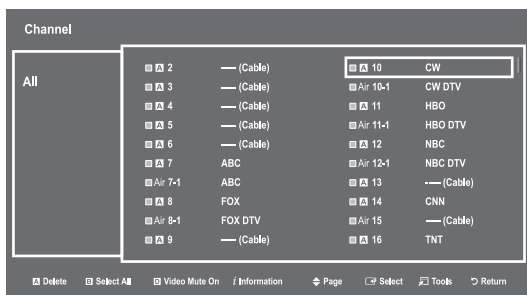 Channel
All
A 2 ── (Cable)
A 3 ── (Cable)
A 4 ── (Cable)
A 5 ── (Cable)
A 6 ── (Cable)
A 7 ABC
Air 7-1 ABC
A 8 FOX
Air 8-1 FOX DTV
A 9 ── (Cable)
A 10 CW
Air 10-1 CW DTV
A 11 HBO
Air 11-1 HBO DTV
A 12 NBC
Air 12-1 NBC DTV
A 13 -── (Cable)
A 14 CNN
Air 15 ── (Cable)
A 16 TNT
A Delete B Select All D Video Mute On i Information Page Select Tools Return